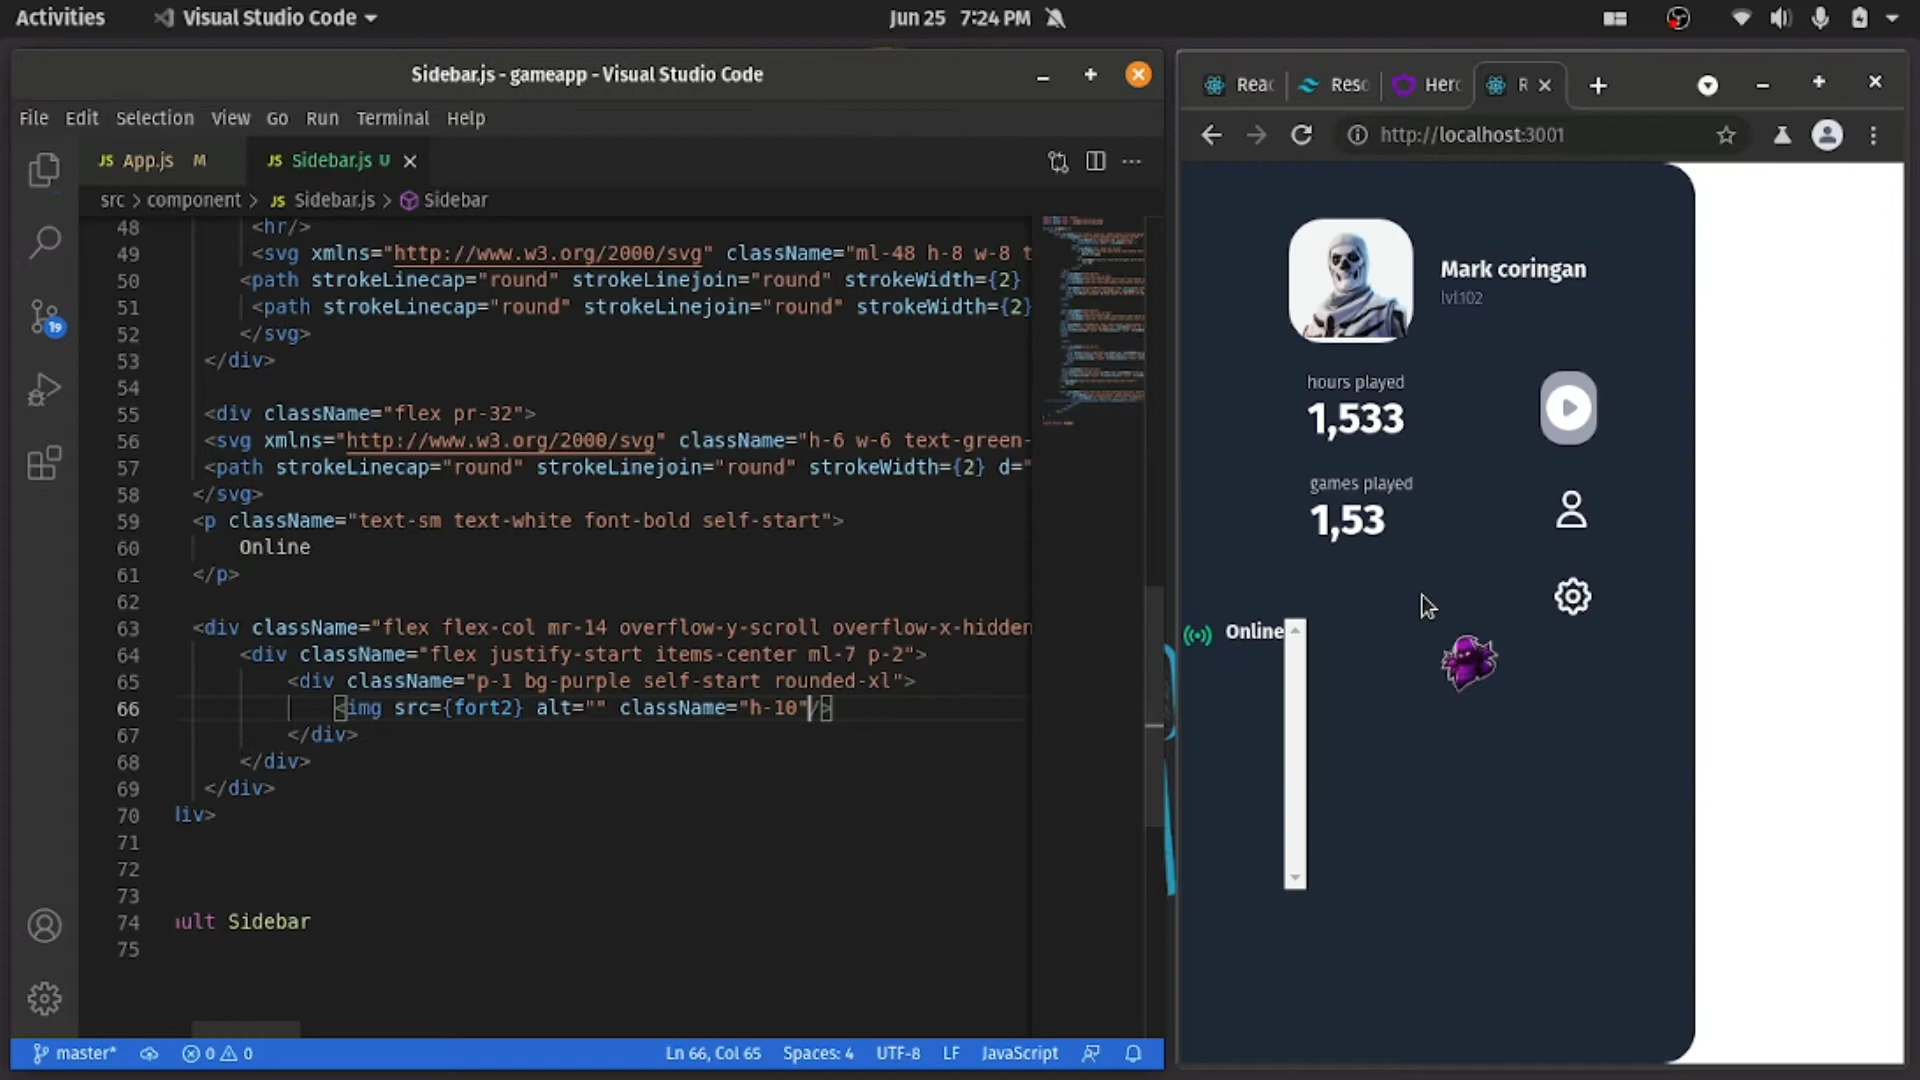 Activities
Visual Studio Code
Jun 25 7:24 PM
Sidebar.js - gameapp - Visual Studio Code
File Edit Selection View Go Run Terminal Help
JS App.js M
JS Sidebar.js U
src > component > JS Sidebar.js > Sidebar
48 <hr/>
49 <svg xmlns="http://www.w3.org/2000/svg" className="ml-48 h-8 w-8 t
50 <path strokeLinecap="round" strokeLinejoin="round" strokeWidth={2}
51 <path strokeLinecap="round" strokeLinejoin="round" strokeWidth={2}
52 </svg>
53 </div>
54
55 <div className="flex pr-32">
56 <svg xmlns="http://www.w3.org/2000/svg" className="h-6 w-6 text-green-
57 <path strokeLinecap="round" strokeLinejoin="round" strokeWidth={2} d="
58 </svg>
59 <p className="text-sm text-white font-bold self-start">
60 Online
61 </p>
62
63 <div className="flex flex-col mr-14 overflow-y-scroll overflow-x-hidden
64 <div className="flex justify-start items-center ml-7 p-2">
65 <div className="p-1 bg-purple self-start rounded-xl">
66 <img src={fort2} alt="" className="h-10"/>
67 </div>
68 </div>
69 </div>
70 div>
71
72
73
74 ult Sidebar
75
19
master* 0 0
Ln 66, Col 65 Spaces: 4 UTF-8 LF JavaScript
Reac
Reso
Hero
R
http://localhost:3001
Mark coringan
lvl:102
hours played
1,533
games played
1,53
Online